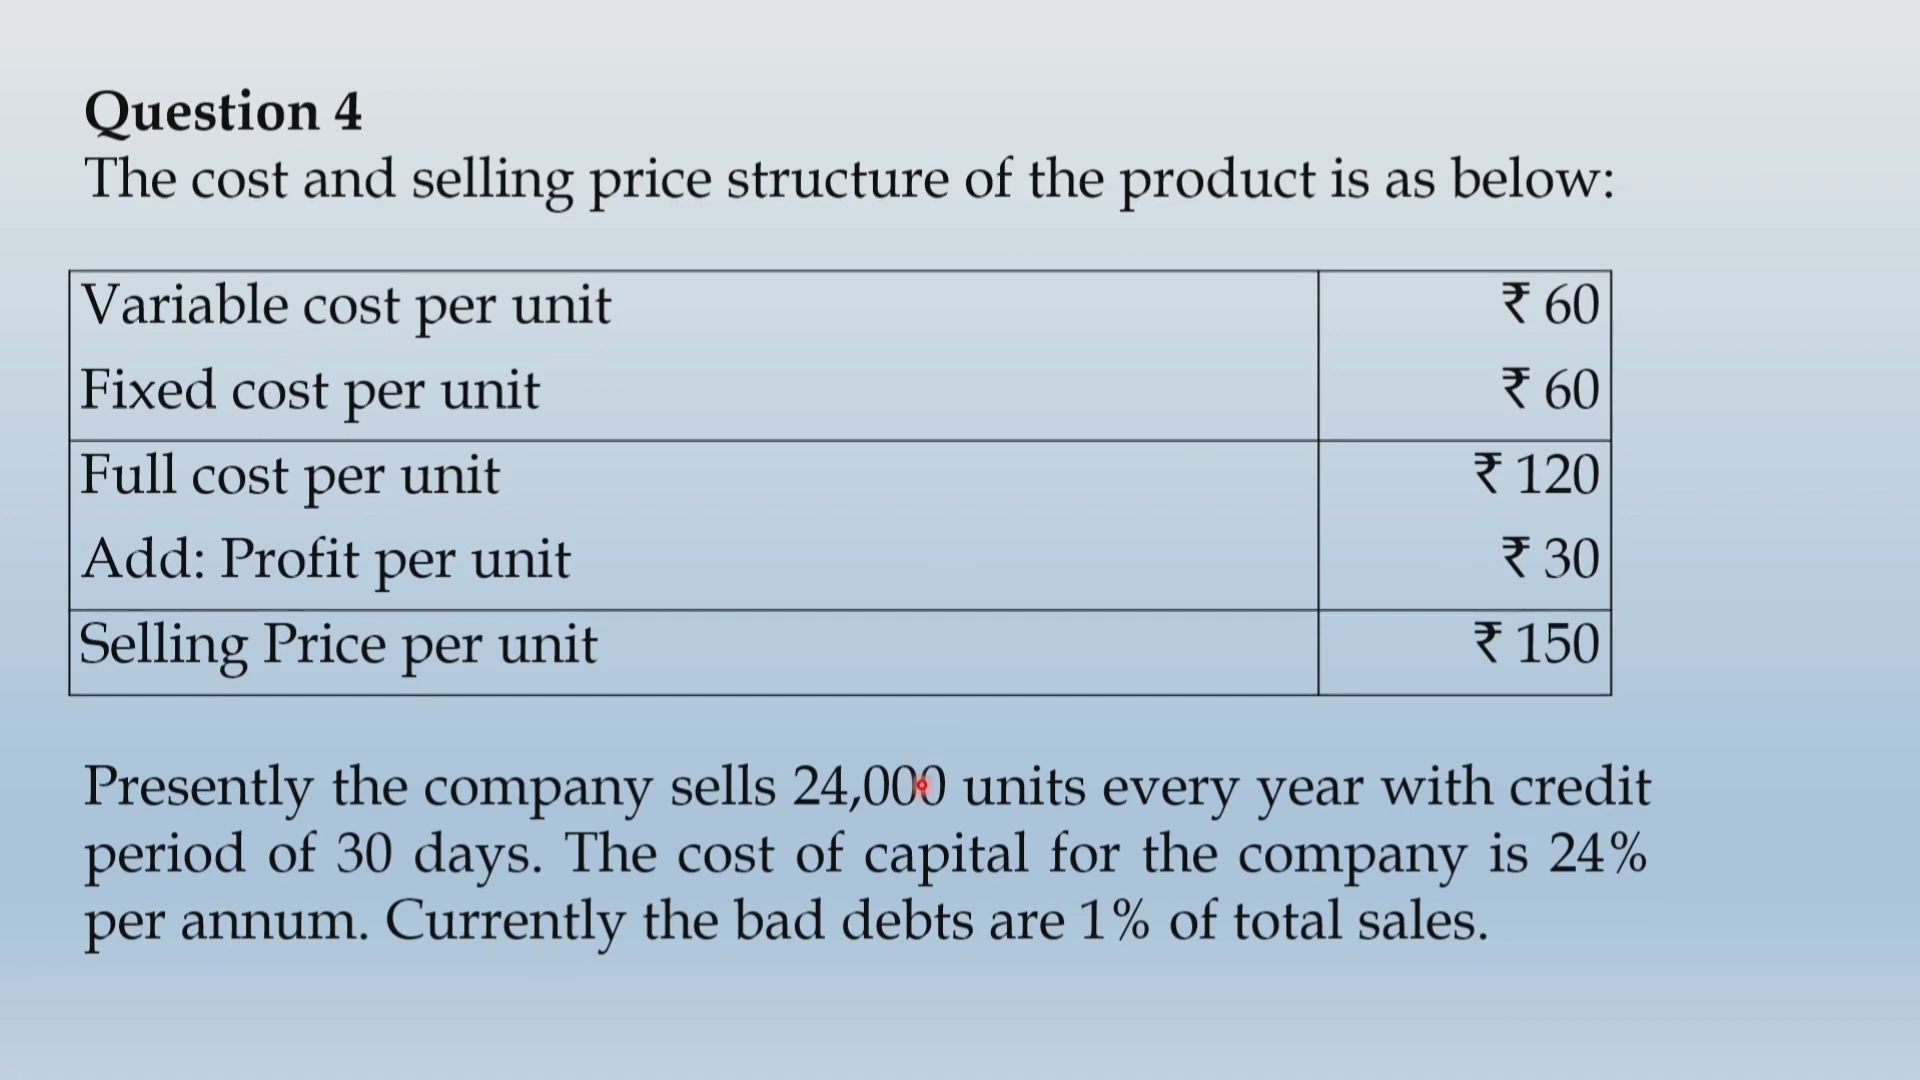 Question 4
The cost and selling price structure of the product is as below:
Variable cost per unit ₹ 60
Fixed cost per unit ₹ 60
Full cost per unit ₹ 120
Add: Profit per unit ₹ 30
Selling Price per unit ₹ 150
Presently the company sells 24,000 units every year with credit
period of 30 days. The cost of capital for the company is 24%
per annum. Currently the bad debts are 1% of total sales.